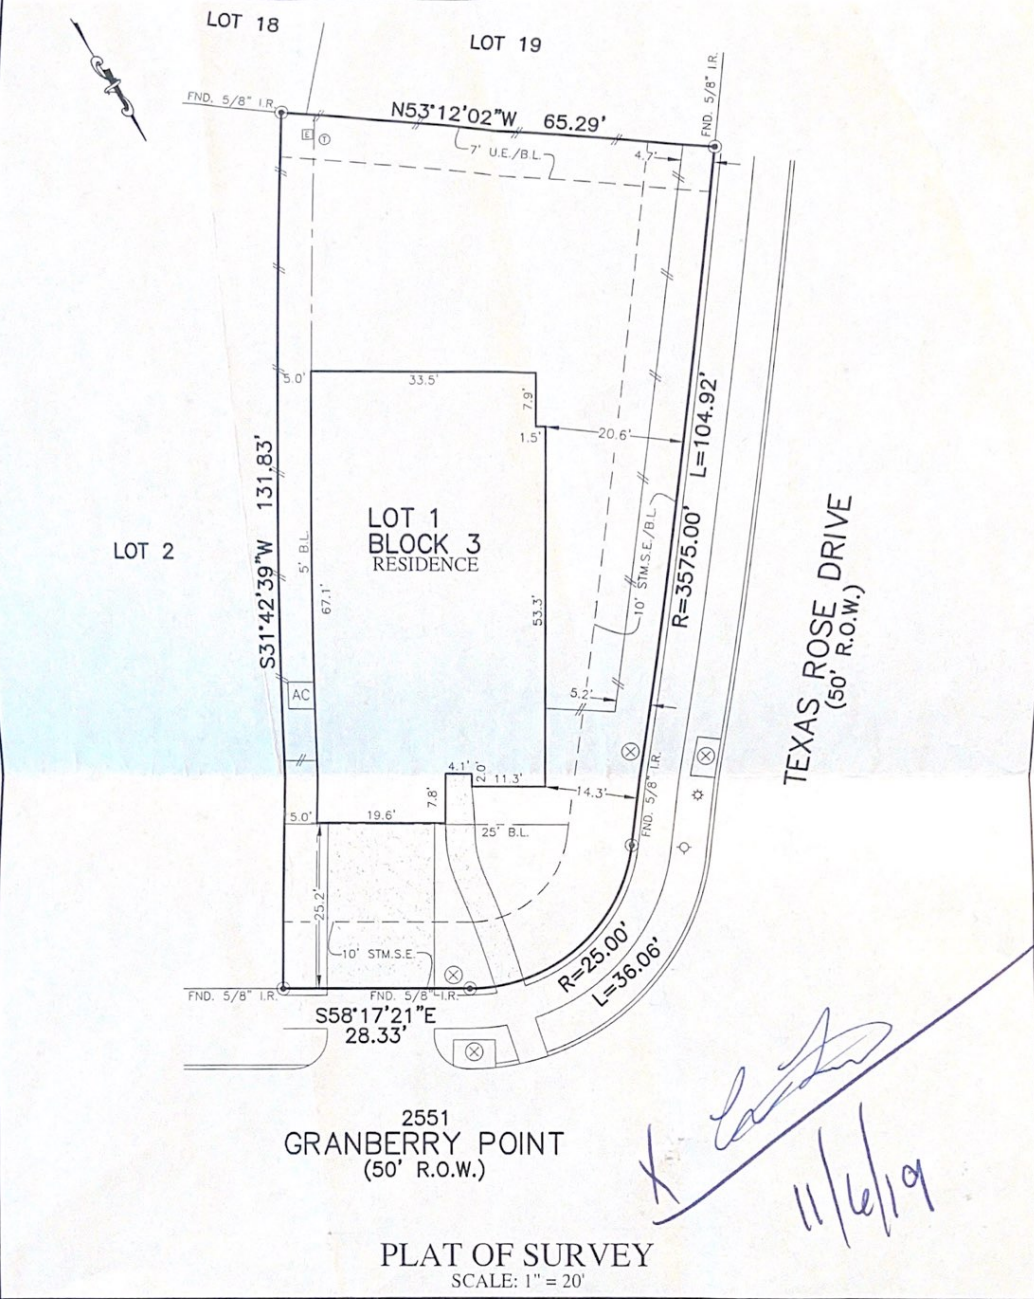 LOT 18
LOT 19
FND. 5/8" I.R.
N53°12'02"W 65.29'
FND. 5/8" I.R.
E
T
7' U.E./B.L.
4.7'
5.0'
33.5'
7.9'
1.5'
20.6'
L=104.92'
S31°42'39"W 131.83'
LOT 2
5' B.L.
LOT 1
BLOCK 3
RESIDENCE
67.1'
53.3'
10' STM.S.E./B.L.
R=3575.00'
TEXAS ROSE DRIVE
(50' R.O.W.)
AC
5.2'
4.1'
2.0'
11.3'
14.3'
7.8'
FND. 5/8" I.R.
5.0'
19.6'
25' B.L.
25.2'
10' STM.S.E.
R=25.00'
L=36.06'
FND. 5/8" I.R.
FND. 5/8" I.R.
S58°17'21"E
28.33'
2551
GRANBERRY POINT
(50' R.O.W.)
X
11/6/19
PLAT OF SURVEY
SCALE: 1" = 20'